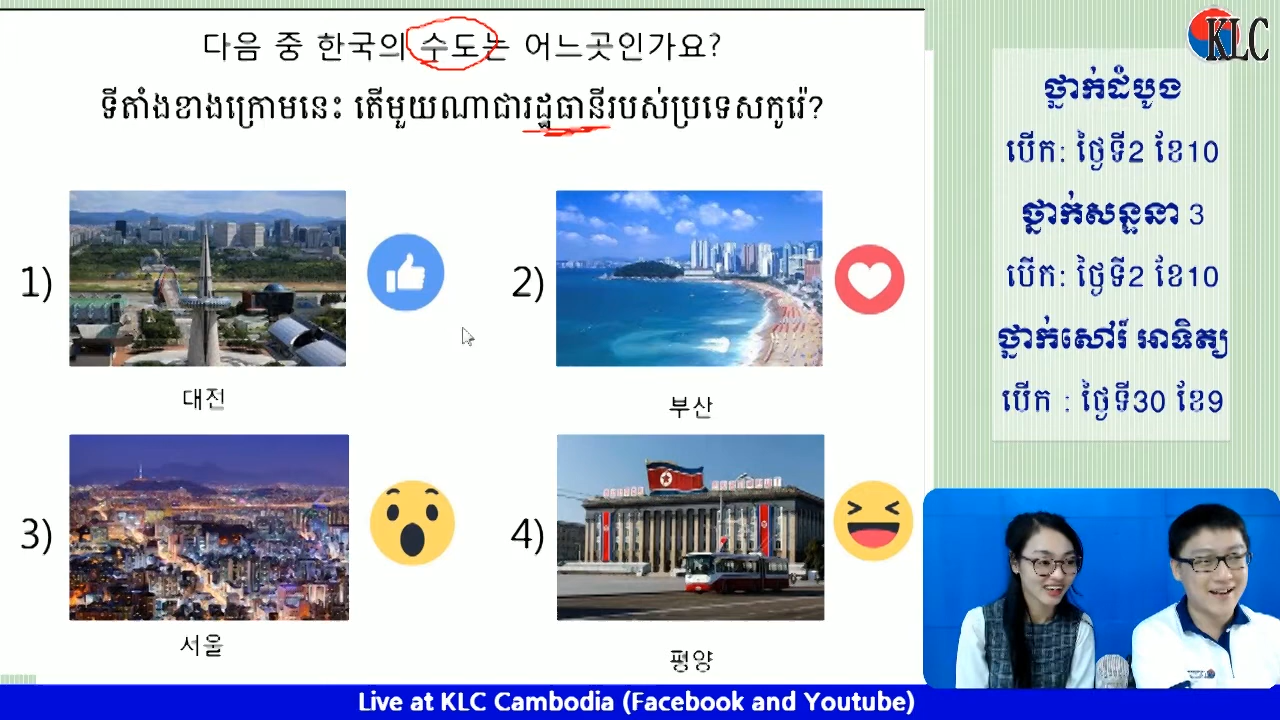 다음 중 한국의 수도는 어느곳인가요?
ទីតាំងខាងក្រោមនេះ តើមួយណាជារដ្ឋធានីរបស់ប្រទេសកូរ៉េ?
1)
대전
2)
부산
3)
서울
4)
평양
KLC
ថ្នាក់ដំបូង
បើក: ថ្ងៃទី2 ខែ10
ថ្នាក់សន្ទនា 3
បើក: ថ្ងៃទី2 ខែ10
ថ្នាក់សៅរ៍ អាទិត្យ
បើក : ថ្ងៃទី30 ខែ9
Live at KLC Cambodia (Facebook and Youtube)